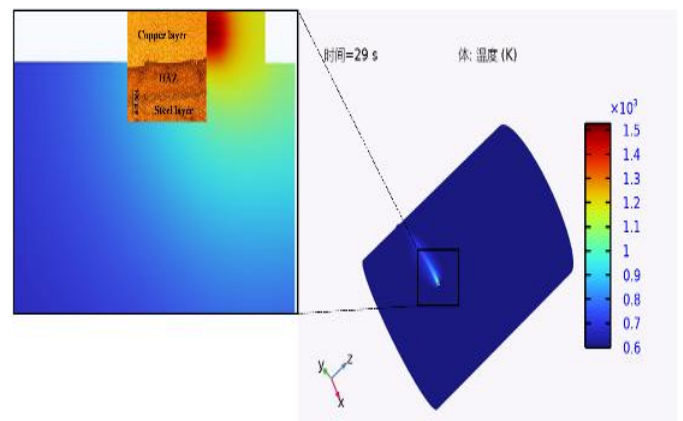 Copper layer
HAZ
Steel layer
时间=29 s
体: 温度 (K)
×10³
1.5
1.4
1.3
1.2
1.1
1
0.9
0.8
0.7
0.6
y
z
x